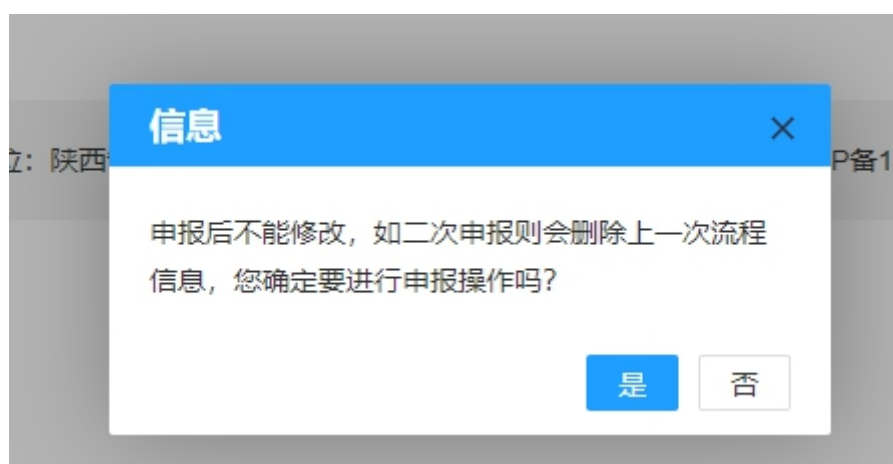 信息
位：陕西
P备1
申报后不能修改，如二次申报则会删除上一次流程
信息，您确定要进行申报操作吗？
是
否